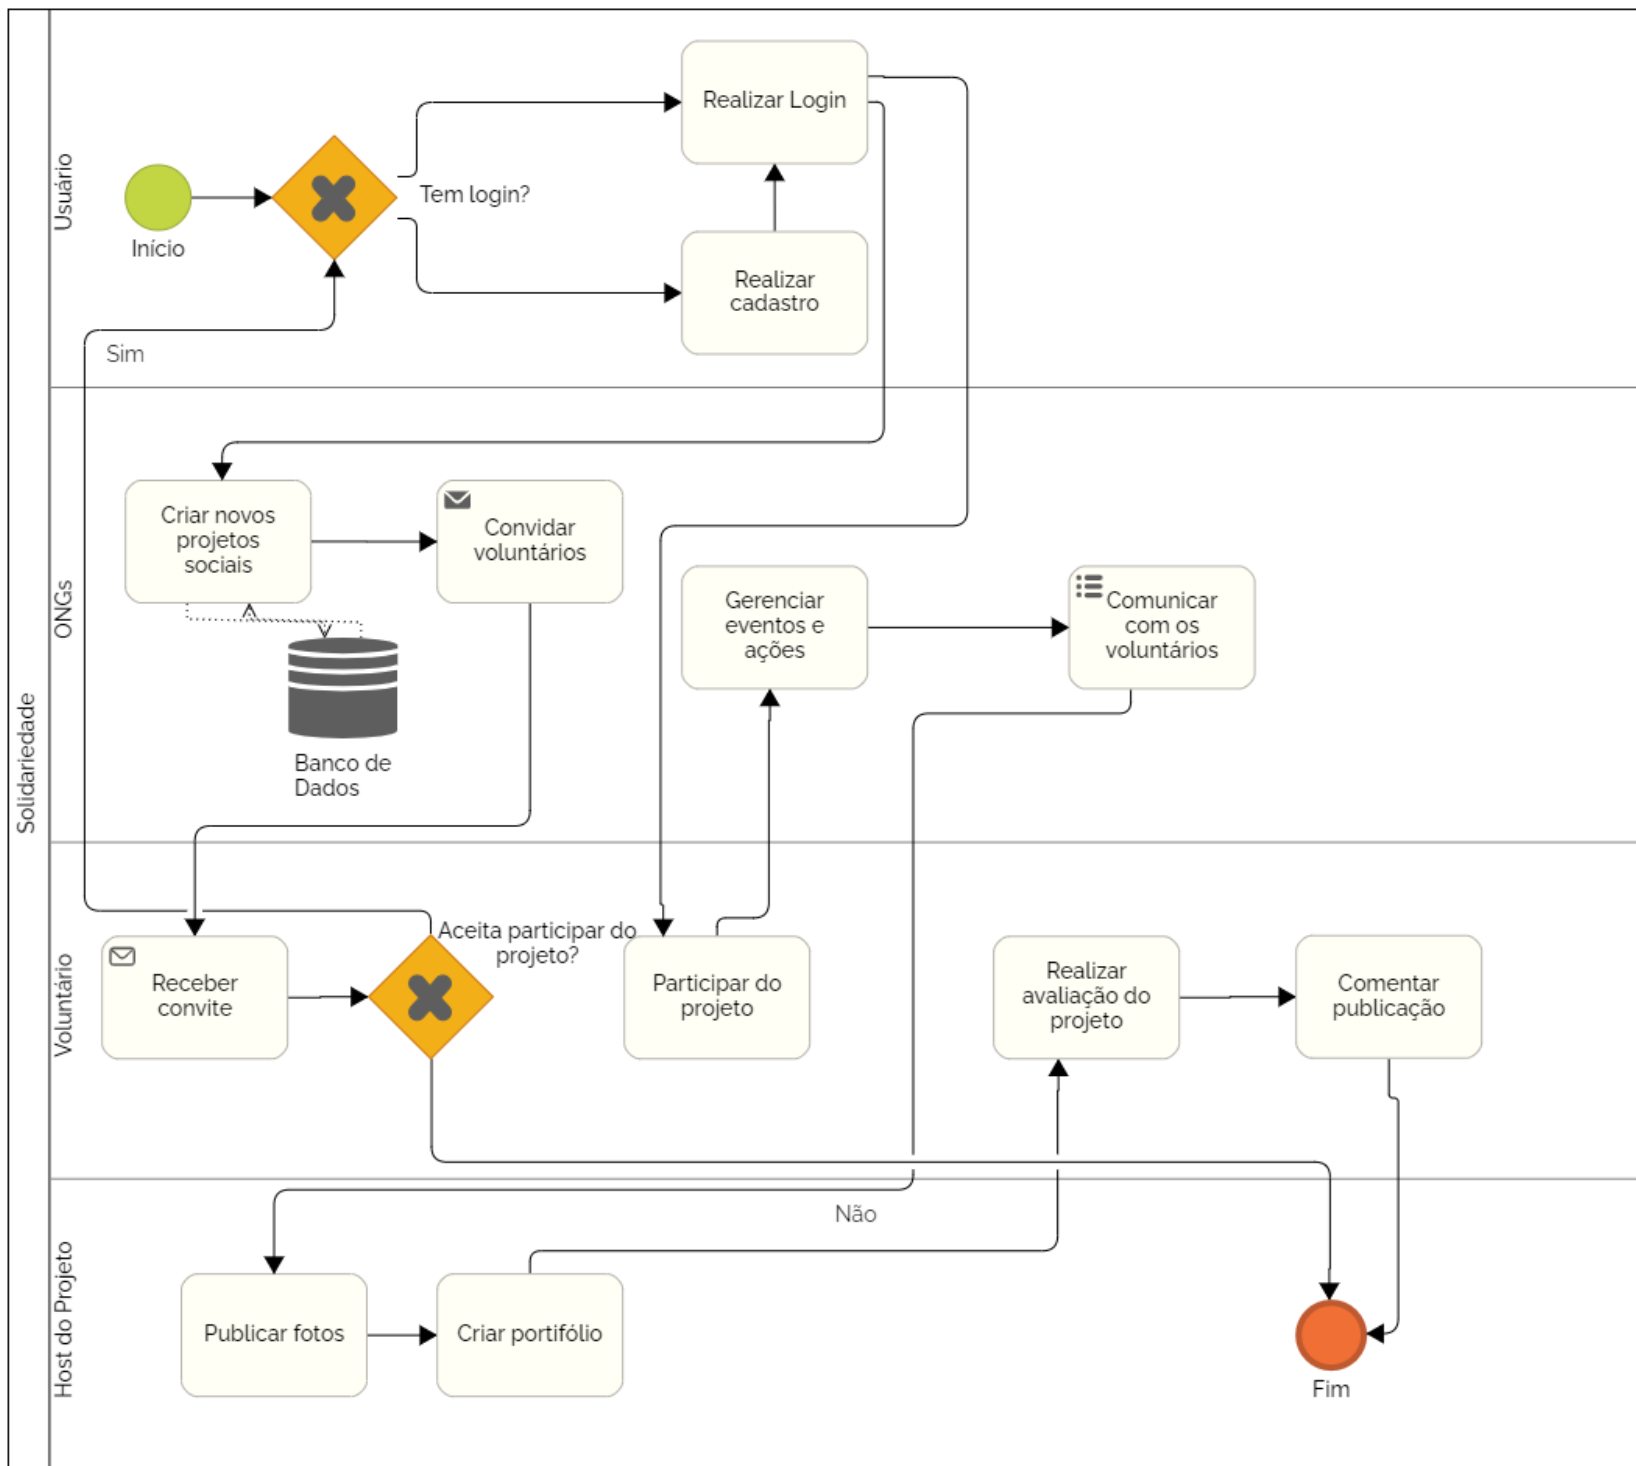 Solidariedade
Usuário
Início
Tem login?
Realizar Login
Realizar
cadastro
Sim
ONGs
Criar novos
projetos
sociais
Convidar
voluntários
Banco de
Dados
Gerenciar
eventos e
ações
Comunicar
com os
voluntários
Voluntário
Receber
convite
Aceita participar do
projeto?
Participar do
projeto
Realizar
avaliação do
projeto
Comentar
publicação
Host do Projeto
Não
Publicar fotos
Criar portifólio
Fim